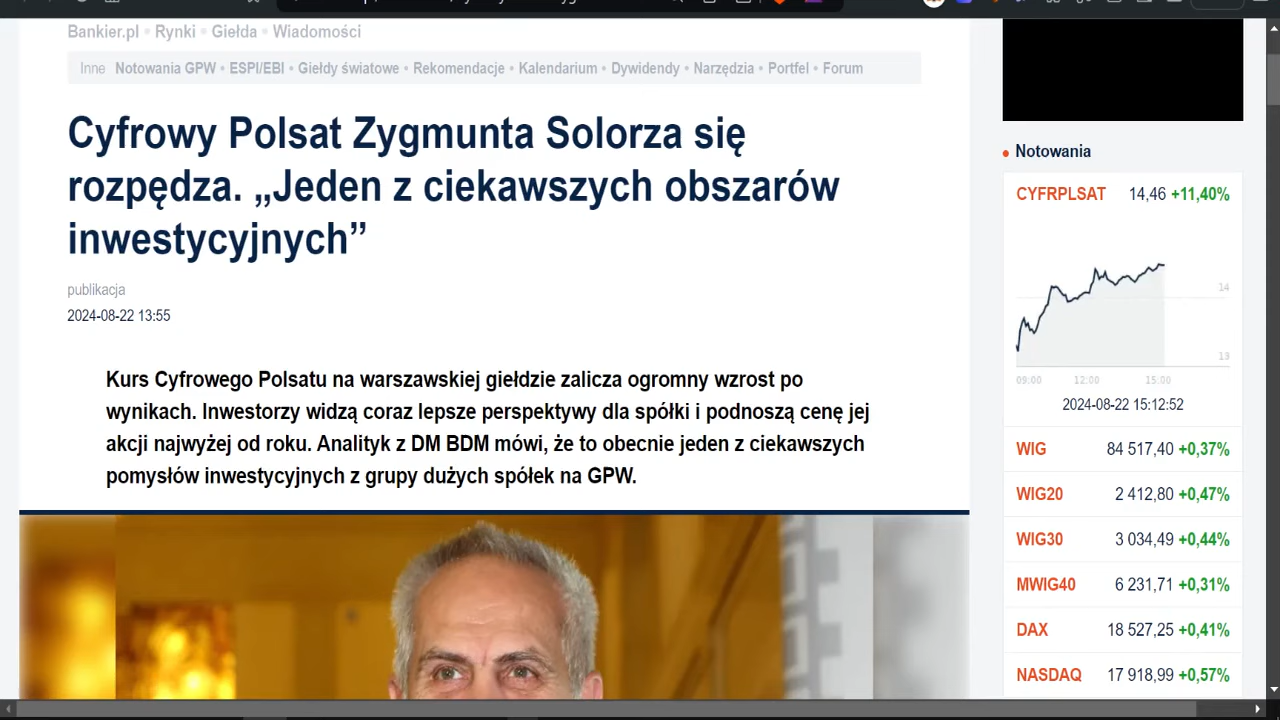 Bankier.pl • Rynki • Giełda • Wiadomości
Inne Notowania GPW • ESPI/EBI • Giełdy światowe • Rekomendacje • Kalendarium • Dywidendy • Narzędzia • Portfel • Forum
Cyfrowy Polsat Zygmunta Solorza się
rozpędza. „Jeden z ciekawszych obszarów
inwestycyjnych”
publikacja
2024-08-22 13:55
Kurs Cyfrowego Polsatu na warszawskiej giełdzie zalicza ogromny wzrost po
wynikach. Inwestorzy widzą coraz lepsze perspektywy dla spółki i podnoszą cenę jej
akcji najwyżej od roku. Analityk z DM BDM mówi, że to obecnie jeden z ciekawszych
pomysłów inwestycyjnych z grupy dużych spółek na GPW.
Notowania
CYFRPLSAT 14,46 +11,40%
14
13
09:00 12:00 15:00
2024-08-22 15:12:52
WIG 84 517,40 +0,37%
WIG20 2 412,80 +0,47%
WIG30 3 034,49 +0,44%
MWIG40 6 231,71 +0,31%
DAX 18 527,25 +0,41%
NASDAQ 17 918,99 +0,57%